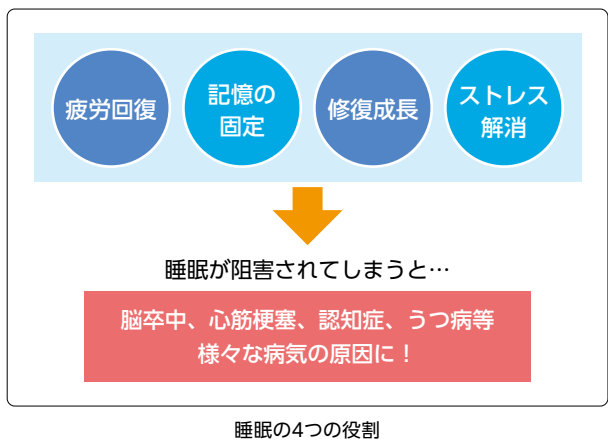 疲労回復
記憶の
固定
修復成長
ストレス
解消
睡眠が阻害されてしまうと…
脳卒中、心筋梗塞、認知症、うつ病等
様々な病気の原因に！
睡眠の4つの役割